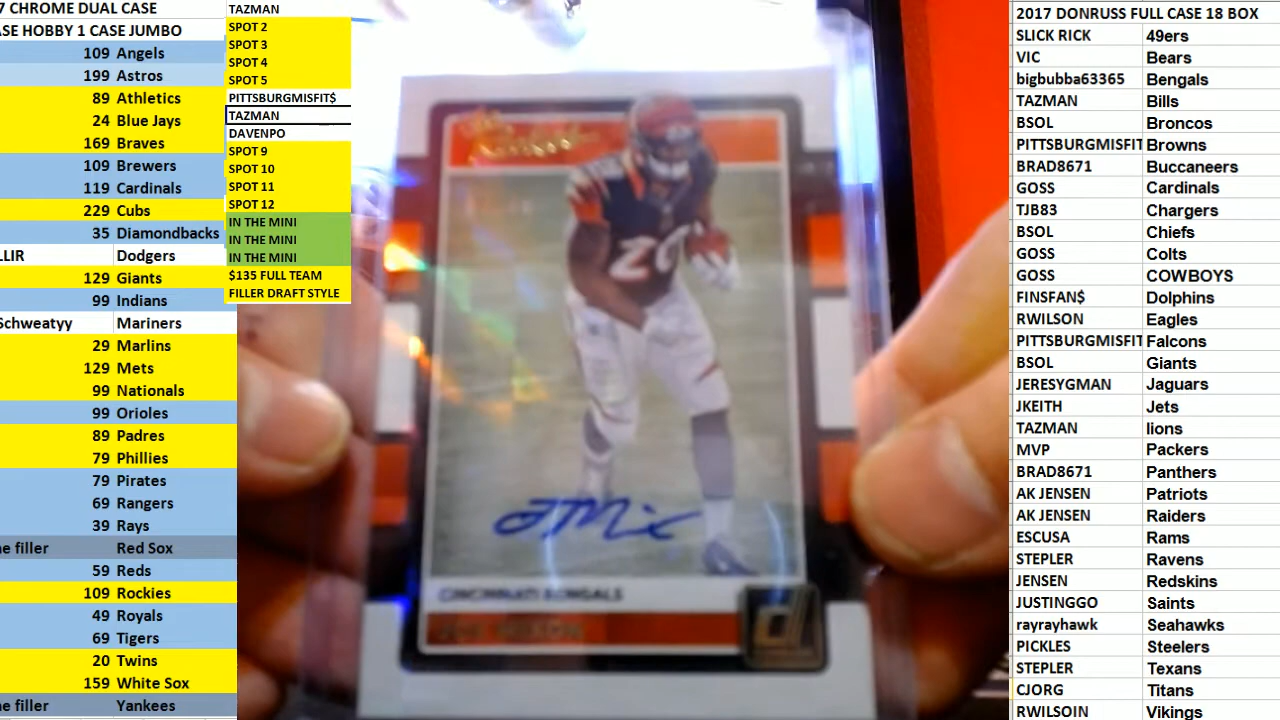 7 CHROME DUAL CASE
ASE HOBBY 1 CASE JUMBO
109 Angels
199 Astros
89 Athletics
24 Blue Jays
169 Braves
109 Brewers
119 Cardinals
229 Cubs
35 Diamondbacks
LLIR Dodgers
129 Giants
99 Indians
Schweatyy Mariners
29 Marlins
129 Mets
99 Nationals
99 Orioles
89 Padres
79 Phillies
79 Pirates
69 Rangers
39 Rays
ne filler Red Sox
59 Reds
109 Rockies
49 Royals
69 Tigers
20 Twins
159 White Sox
ne filler Yankees
TAZMAN
SPOT 2
SPOT 3
SPOT 4
SPOT 5
PITTSBURGMISFIT$
TAZMAN
DAVENPO
SPOT 9
SPOT 10
SPOT 11
SPOT 12
IN THE MINI
IN THE MINI
IN THE MINI
$135 FULL TEAM
FILLER DRAFT STYLE
The Rookies
CINCINNATI BENGALS
2017 DONRUSS FULL CASE 18 BOX
SLICK RICK 49ers
VIC Bears
bigbubba63365 Bengals
TAZMAN Bills
BSOL Broncos
PITTSBURGMISFIT Browns
BRAD8671 Buccaneers
GOSS Cardinals
TJB83 Chargers
BSOL Chiefs
GOSS Colts
GOSS COWBOYS
FINSFAN$ Dolphins
RWILSON Eagles
PITTSBURGMISFIT Falcons
BSOL Giants
JERESYGMAN Jaguars
JKEITH Jets
TAZMAN lions
MVP Packers
BRAD8671 Panthers
AK JENSEN Patriots
AK JENSEN Raiders
ESCUSA Rams
STEPLER Ravens
JENSEN Redskins
JUSTINGGO Saints
rayrayhawk Seahawks
PICKLES Steelers
STEPLER Texans
CJORG Titans
RWILSOIN Vikings